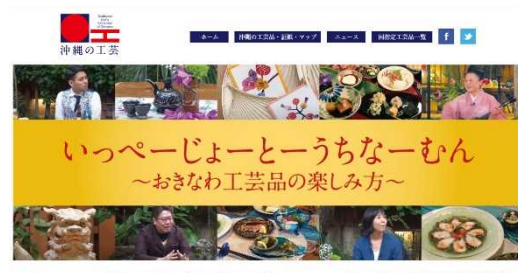 沖縄の工芸
ホーム
沖縄の工芸品・証紙・マップ
ニュース
国指定工芸品一覧
いっぺーじょーとーうちなーむん
～おきなわ工芸品の楽しみ方～